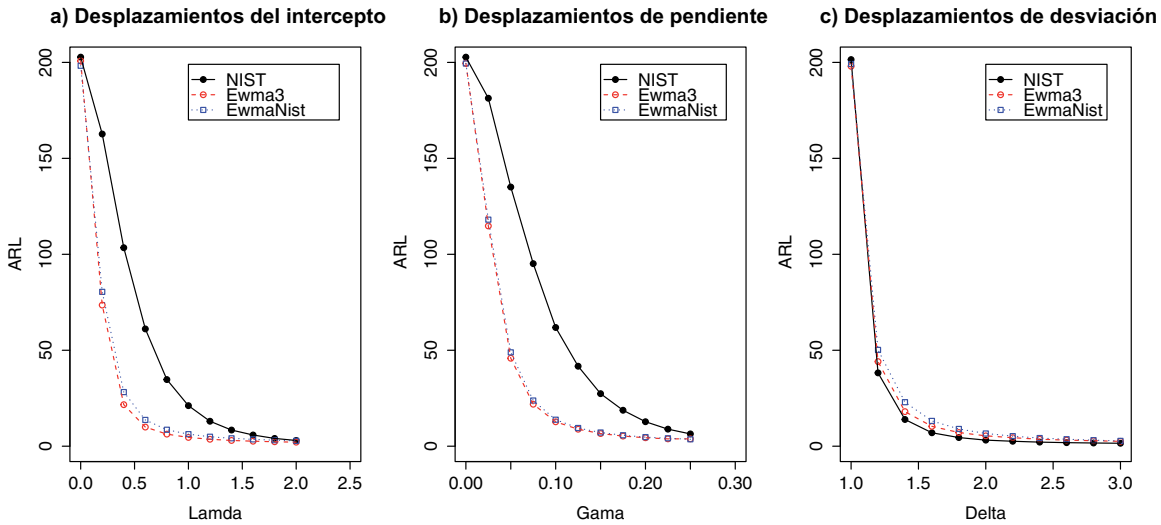 a) Desplazamientos del intercepto
b) Desplazamientos de pendiente
c) Desplazamientos de desviación
NIST
Ewma3
EwmaNist
ARL
0
50
100
150
200
0.0
0.5
1.0
1.5
2.0
2.5
Lamda
NIST
Ewma3
EwmaNist
ARL
0
50
100
150
200
0.00
0.10
0.20
0.30
Gama
NIST
Ewma3
EwmaNist
ARL
0
50
100
150
200
1.0
1.5
2.0
2.5
3.0
Delta